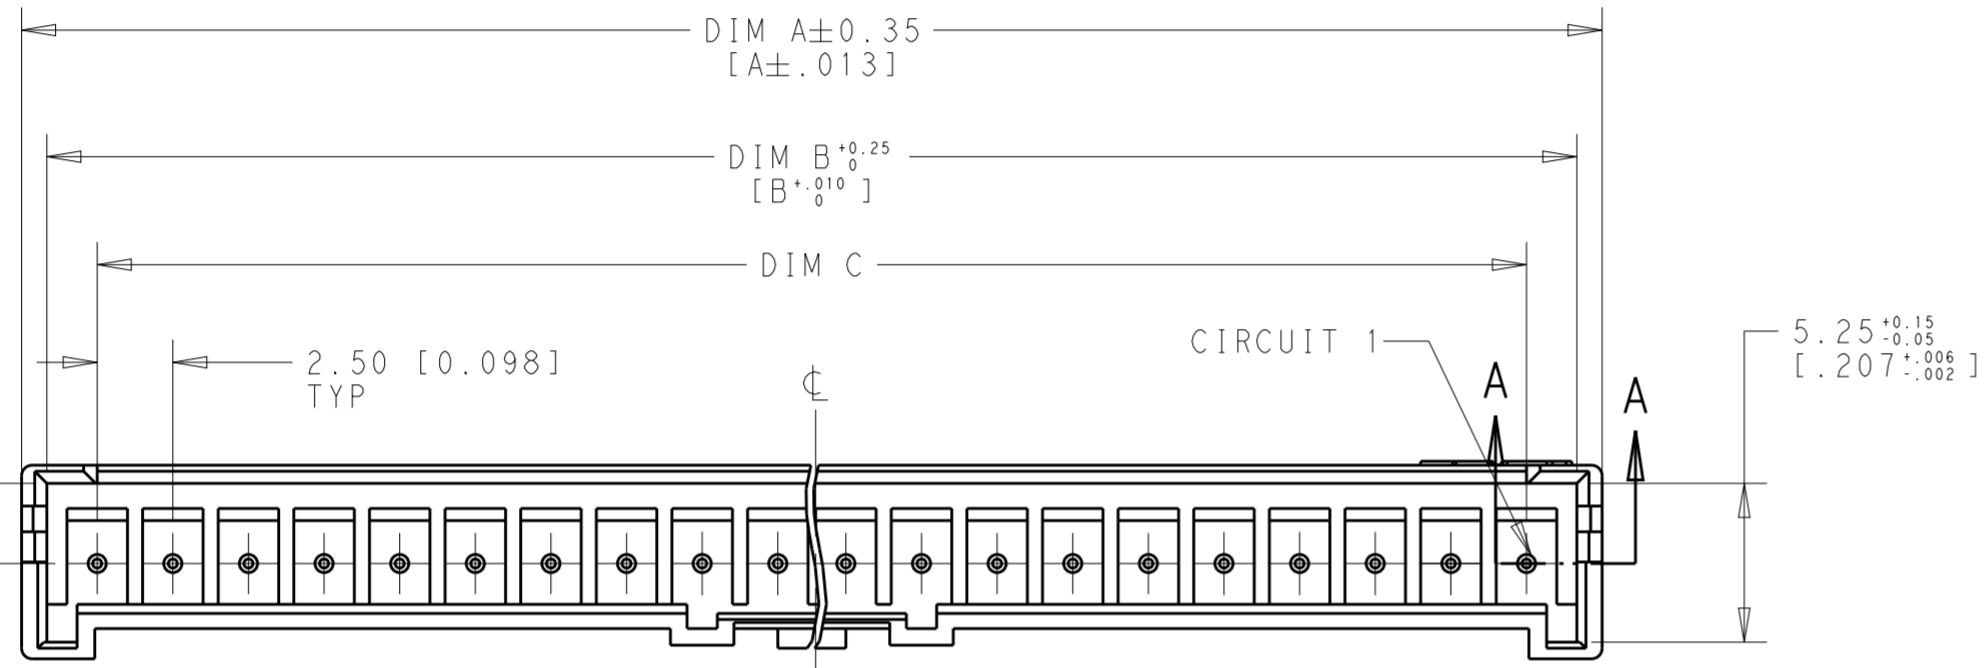 DIM A±0.35
[A±.013]
DIM B +0.25 0
[B +.010 0 ]
DIM C
CIRCUIT 1
5.25 +0.15 -0.05
[.207 +.006 -.002 ]
2.50 [0.098]
TYP
℄
A
A